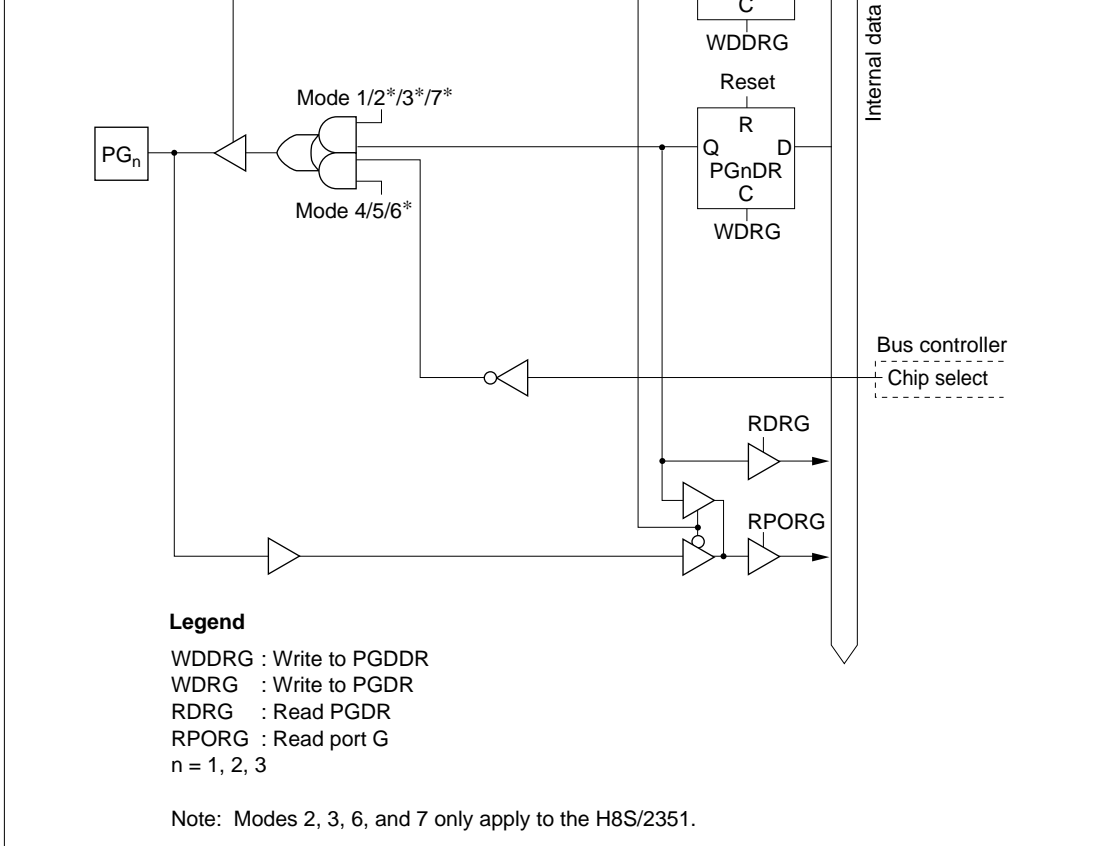 C
WDDRG
Internal data
Reset
Mode 1/2*/3*/7*
R
PGn
Q D
PGnDR
C
Mode 4/5/6*
WDRG
Bus controller
Chip select
RDRG
RPORG
Legend
WDDRG : Write to PGDDR
WDRG : Write to PGDR
RDRG : Read PGDR
RPORG : Read port G
n = 1, 2, 3
Note: Modes 2, 3, 6, and 7 only apply to the H8S/2351.